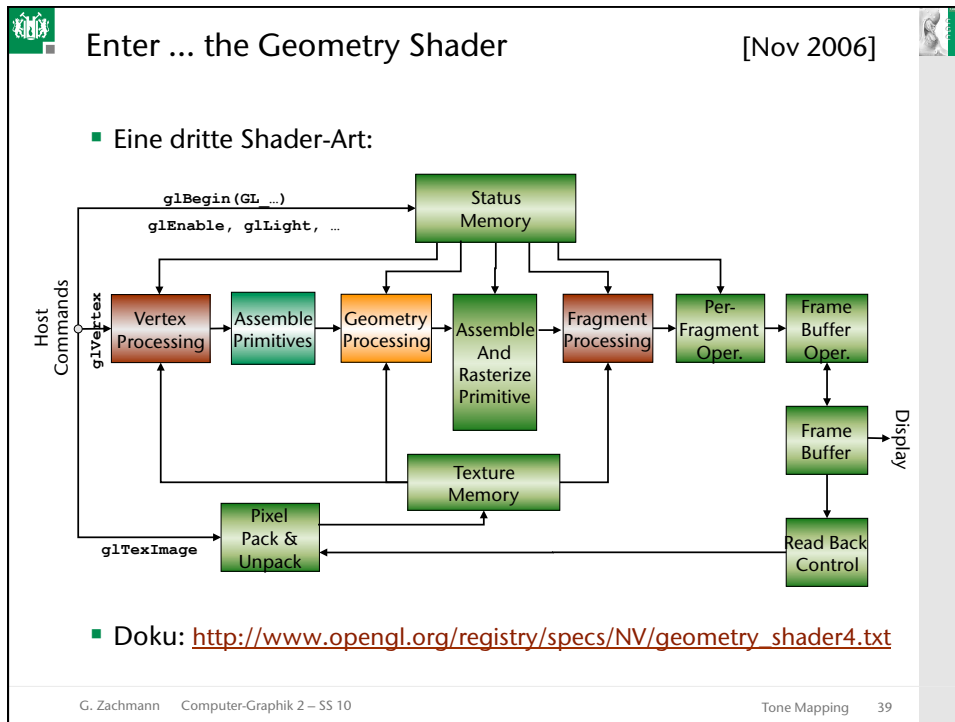 Enter ... the Geometry Shader [Nov 2006]
Eine dritte Shader-Art:
glBegin(GL_…)
glEnable, glLight, …
Status
Memory
Host
Commands
glVertex
Vertex
Processing
Assemble
Primitives
Geometry
Processing
Assemble
And
Rasterize
Primitive
Fragment
Processing
Per-
Fragment
Oper.
Frame
Buffer
Oper.
Frame
Buffer
Display
Texture
Memory
Pixel
Pack &
Unpack
glTexImage
Read Back
Control
Doku: http://www.opengl.org/registry/specs/NV/geometry_shader4.txt
G. Zachmann Computer-Graphik 2 – SS 10 Tone Mapping 39